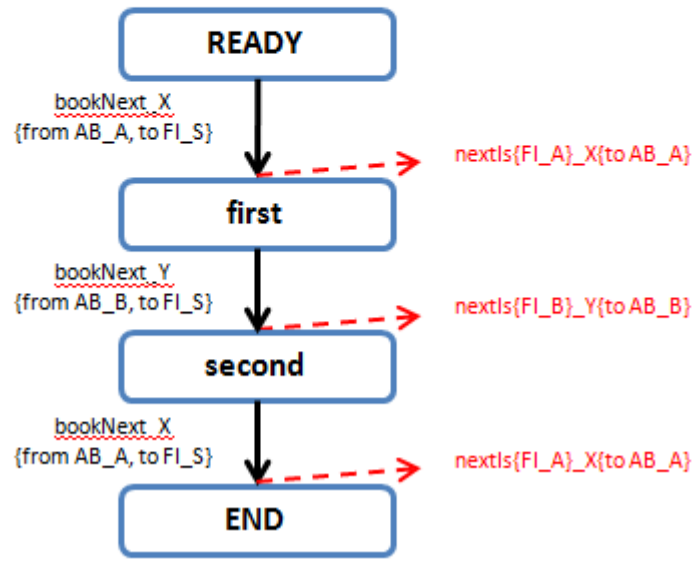 READY
bookNext_X
{from AB_A, to FI_S}
nextIs{FI_A}_X{to AB_A}
first
bookNext_Y
{from AB_B, to FI_S}
nextIs{FI_B}_Y{to AB_B}
second
bookNext_X
{from AB_A, to FI_S}
nextIs{FI_A}_X{to AB_A}
END